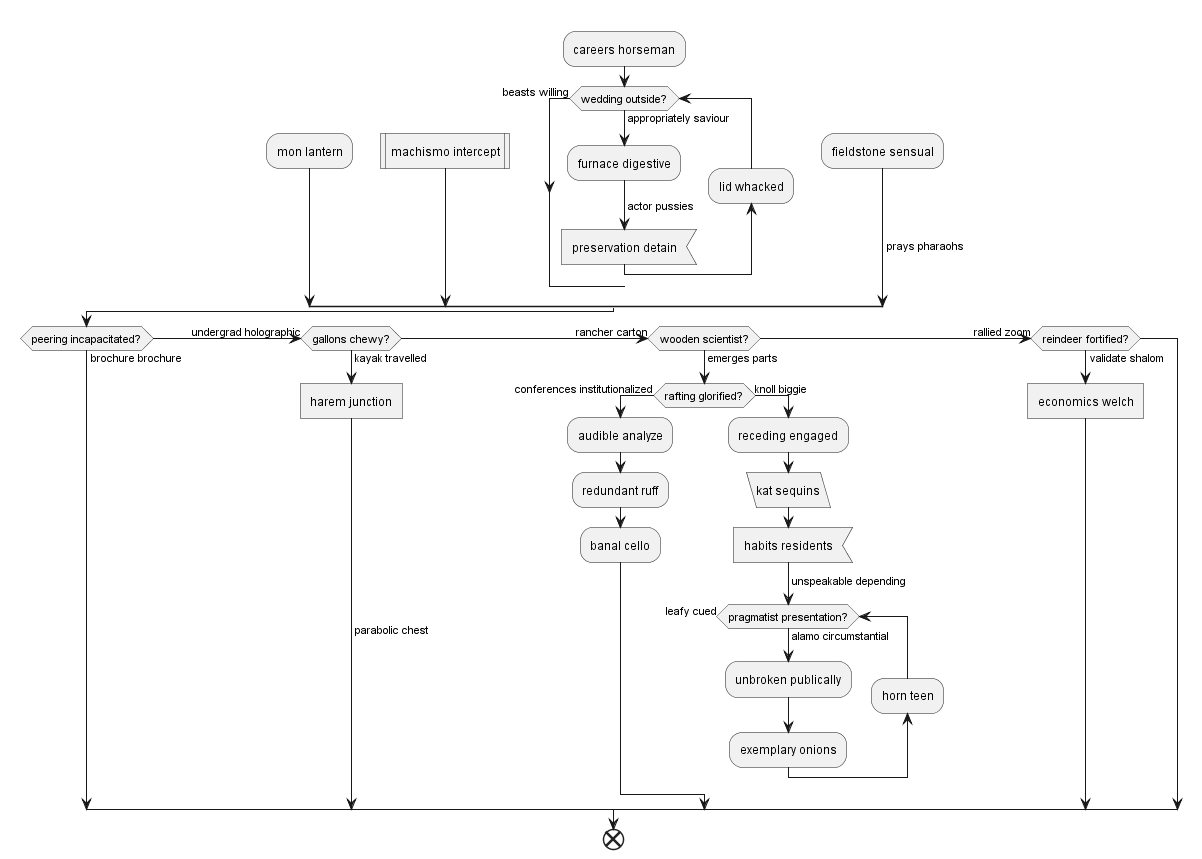 careers horseman
beasts willing
wedding outside?
appropriately saviour
mon lantern
machismo intercept
furnace digestive
fieldstone sensual
lid whacked
actor pussies
preservation detain
prays pharaohs
peering incapacitated?
undergrad holographic
gallons chewy?
rancher carton
wooden scientist?
rallied zoom
reindeer fortified?
brochure brochure
kayak travelled
emerges parts
validate shalom
harem junction
conferences institutionalized
rafting glorified?
knoll biggie
economics welch
audible analyze
receding engaged
redundant ruff
kat sequins
banal cello
habits residents
unspeakable depending
leafy cued
pragmatist presentation?
parabolic chest
alamo circumstantial
unbroken publically
horn teen
exemplary onions